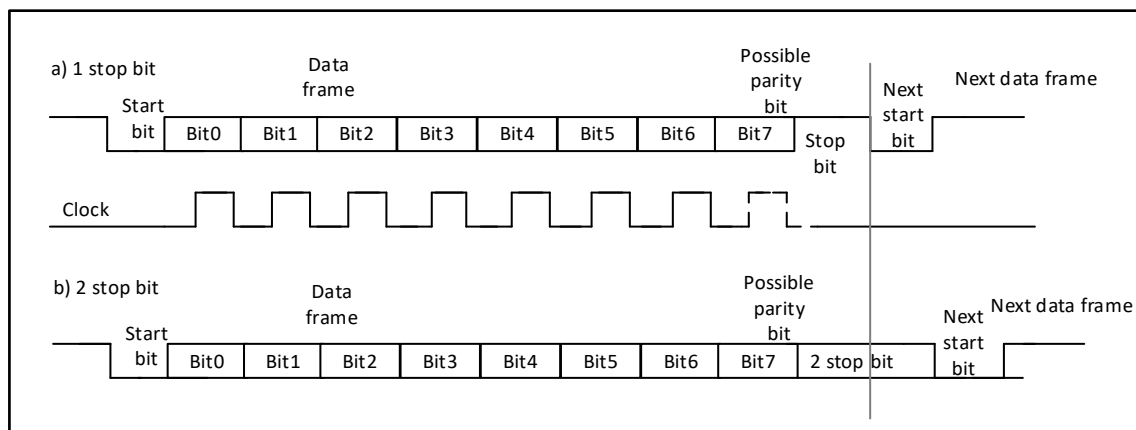 a) 1 stop bit
Data
frame
Possible
parity
bit
Next data frame
Start
bit
Next
start
bit
Bit0 Bit1 Bit2 Bit3 Bit4 Bit5 Bit6 Bit7
Stop
bit
Clock
b) 2 stop bit
Data
frame
Possible
parity
bit
Next data frame
Start
bit
Next
start
bit
Bit0 Bit1 Bit2 Bit3 Bit4 Bit5 Bit6 Bit7 2 stop bit